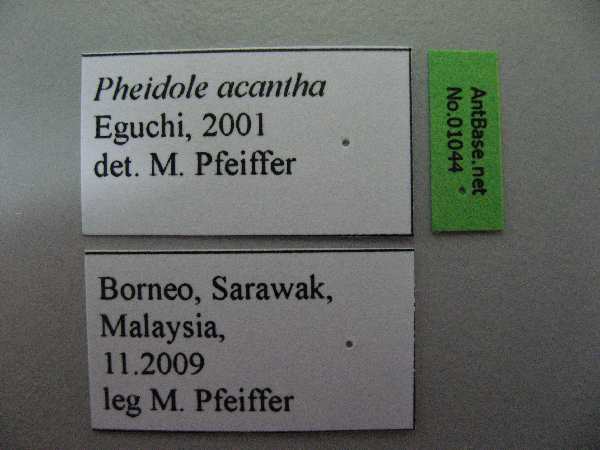 Pheidole acantha
Eguchi, 2001
det. M. Pfeiffer
AntBase.net
No.01044
Borneo, Sarawak,
Malaysia,
11.2009
leg M. Pfeiffer